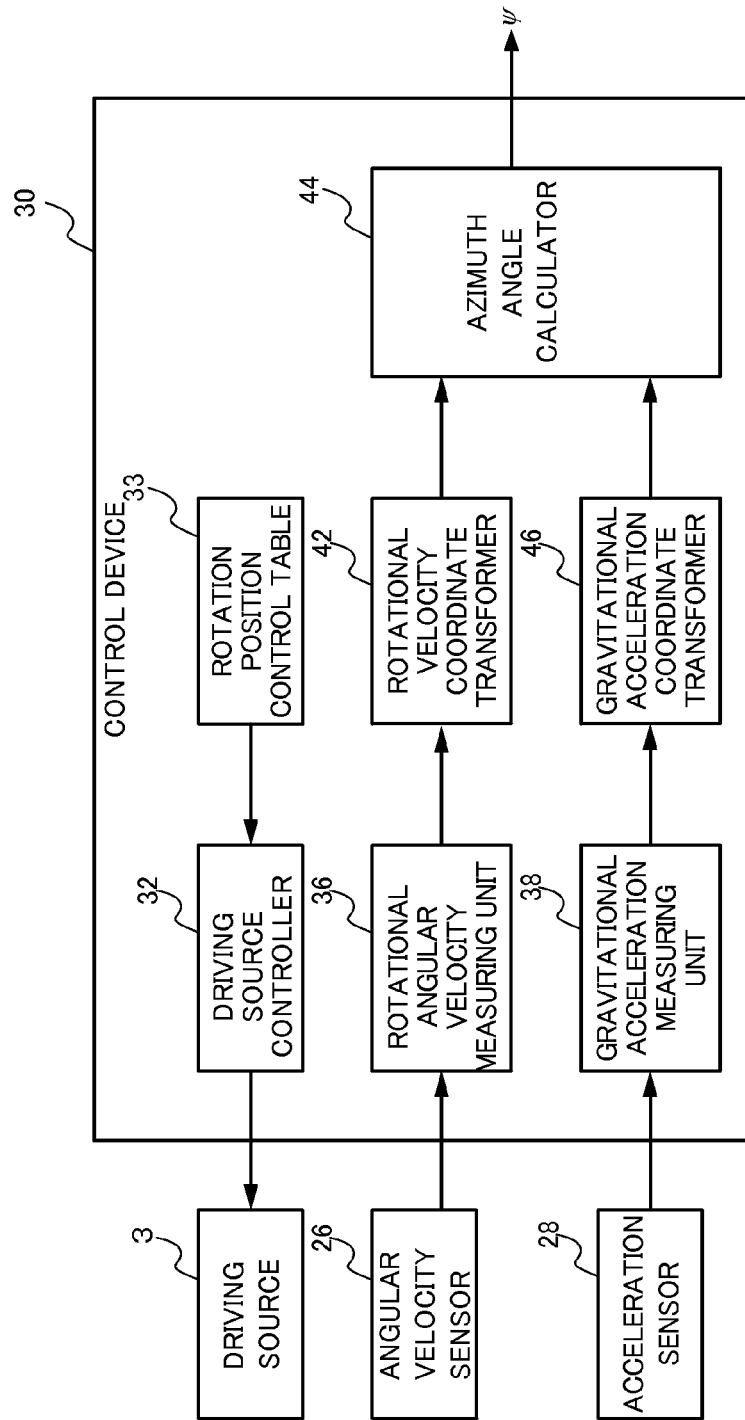 30
CONTROL DEVICE
3
DRIVING
SOURCE
32
DRIVING
SOURCE
CONTROLLER
33
ROTATION
POSITION
CONTROL TABLE
26
ANGULAR
VELOCITY
SENSOR
36
ROTATIONAL
ANGULAR
VELOCITY
MEASURING UNIT
42
ROTATIONAL
VELOCITY
COORDINATE
TRANSFORMER
44
AZIMUTH
ANGLE
CALCULATOR
ψ
28
ACCELERATION
SENSOR
38
GRAVITATIONAL
ACCELERATION
MEASURING
UNIT
46
GRAVITATIONAL
ACCELERATION
COORDINATE
TRANSFORMER